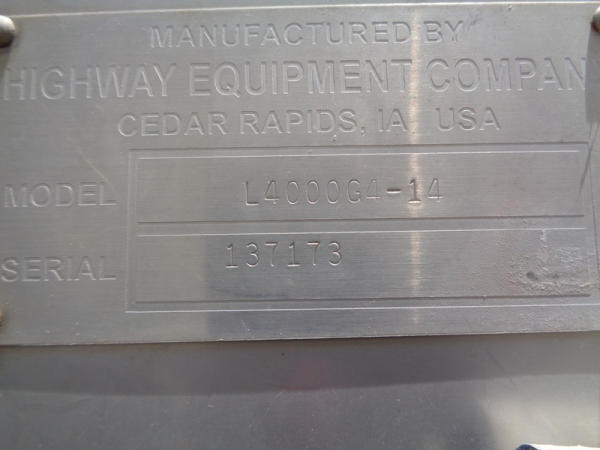 MANUFACTURED BY
HIGHWAY EQUIPMENT COMPAN
CEDAR RAPIDS, IA USA
MODEL L4000G4-14
SERIAL 137173